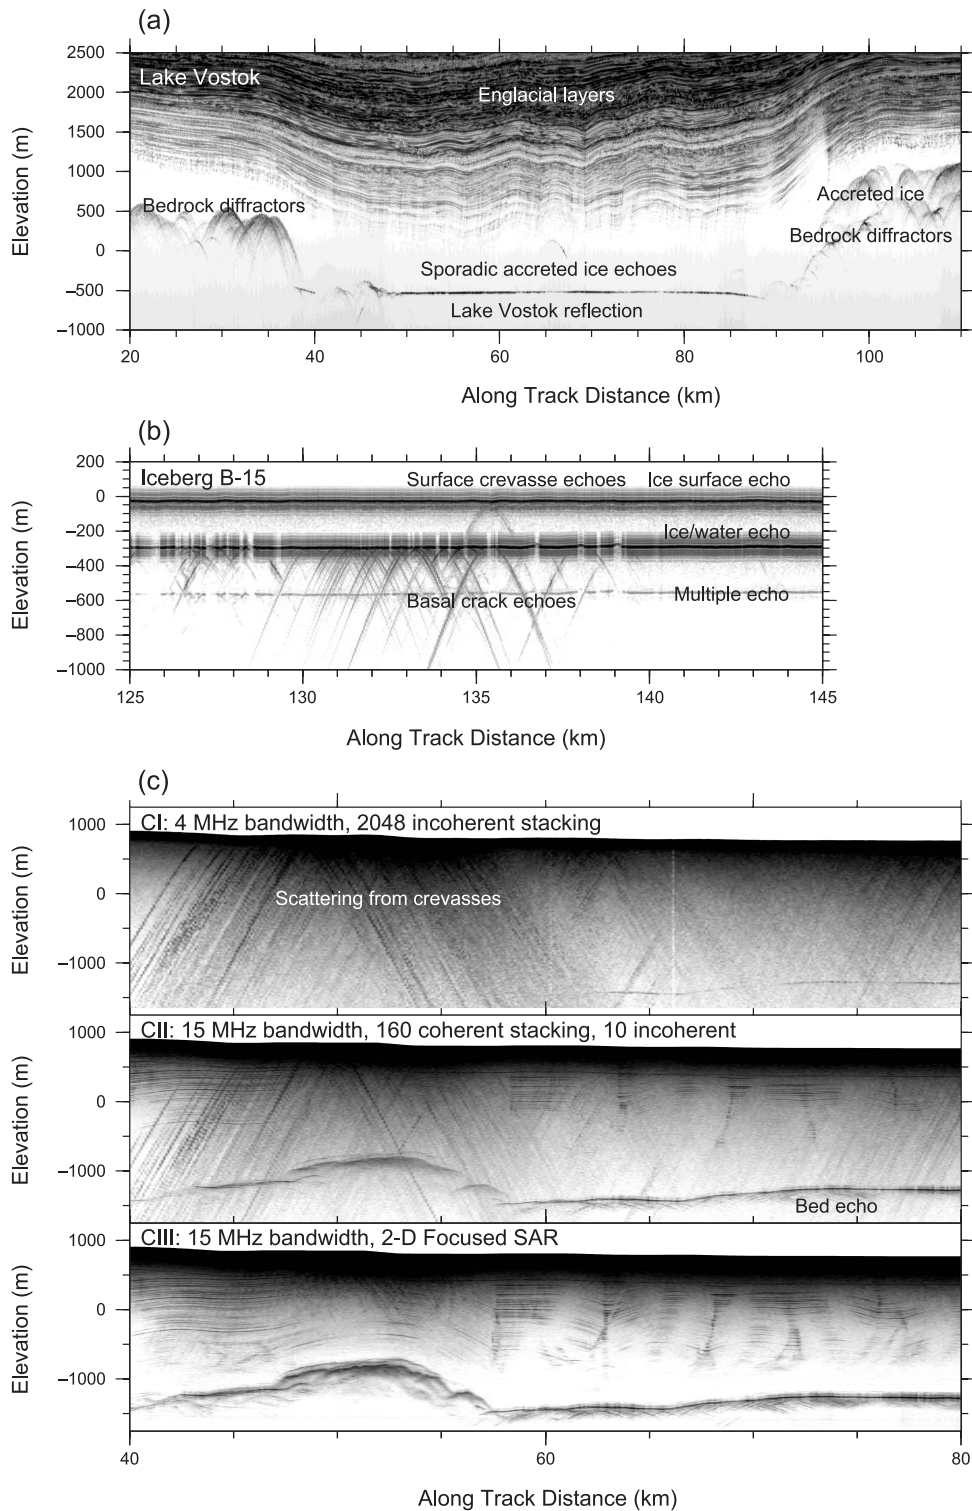 (a)
2500
2000
1500
1000
500
0
–500
–1000
Elevation (m)
Lake Vostok
Englacial layers
Bedrock diffractors
Accreted ice
Bedrock diffractors
Sporadic accreted ice echoes
Lake Vostok reflection
20 40 60 80 100
Along Track Distance (km)
(b)
200
0
–200
–400
–600
–800
–1000
Elevation (m)
Iceberg B-15
Surface crevasse echoes
Ice surface echo
Ice/water echo
Basal crack echoes
Multiple echo
125 130 135 140 145
Along Track Distance (km)
(c)
1000
0
–1000
Elevation (m)
CI: 4 MHz bandwidth, 2048 incoherent stacking
Scattering from crevasses
1000
0
–1000
Elevation (m)
CII: 15 MHz bandwidth, 160 coherent stacking, 10 incoherent
Bed echo
1000
0
–1000
Elevation (m)
CIII: 15 MHz bandwidth, 2-D Focused SAR
40 60 80
Along Track Distance (km)